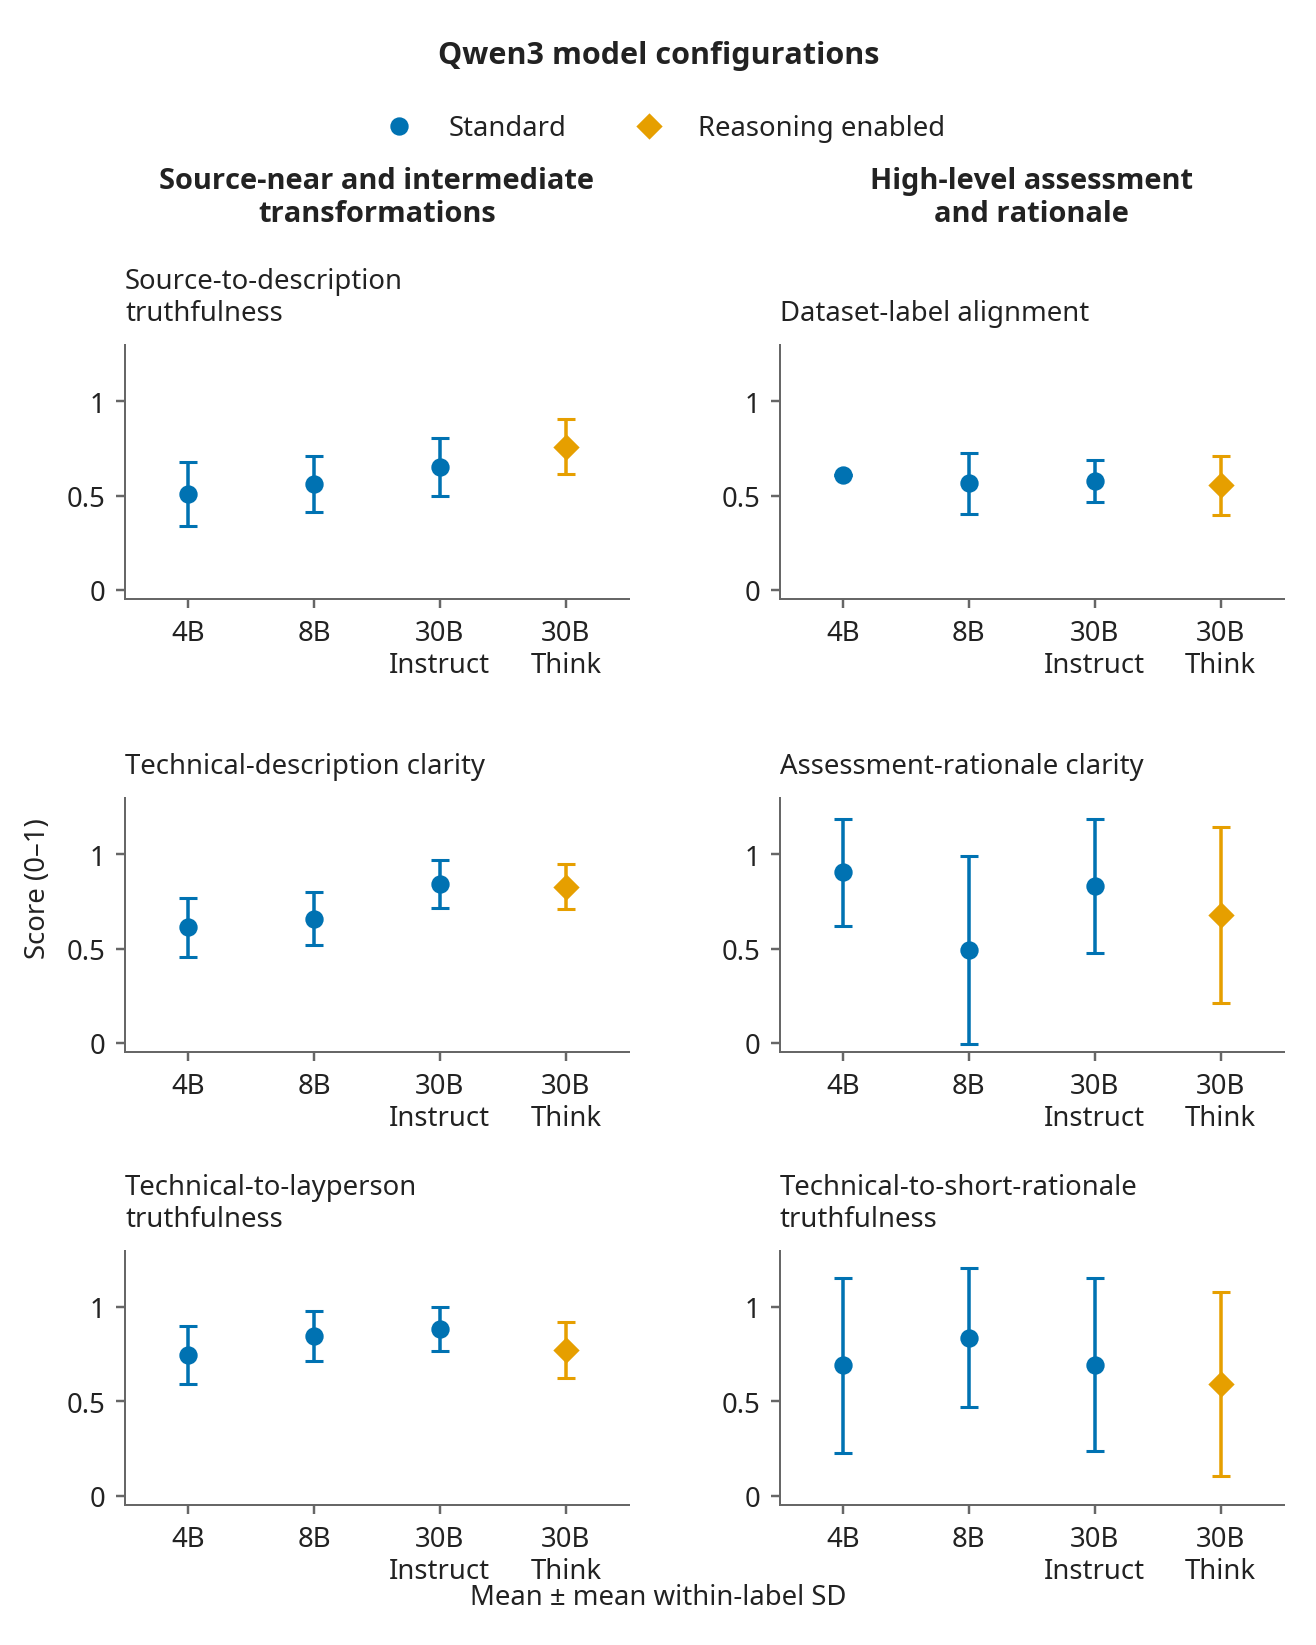 Qwen3 model configurations
Standard
Reasoning enabled
Source-near and intermediate
transformations
High-level assessment
and rationale
Source-to-description
truthfulness
1
0.5
0
4B
8B
30B
Instruct
30B
Think
Dataset-label alignment
1
0.5
0
4B
8B
30B
Instruct
30B
Think
Score (0–1)
Technical-description clarity
1
0.5
0
4B
8B
30B
Instruct
30B
Think
Assessment-rationale clarity
1
0.5
0
4B
8B
30B
Instruct
30B
Think
Technical-to-layperson
truthfulness
1
0.5
0
4B
8B
30B
Instruct
30B
Think
Technical-to-short-rationale
truthfulness
1
0.5
0
4B
8B
30B
Instruct
30B
Think
Mean ± mean within-label SD